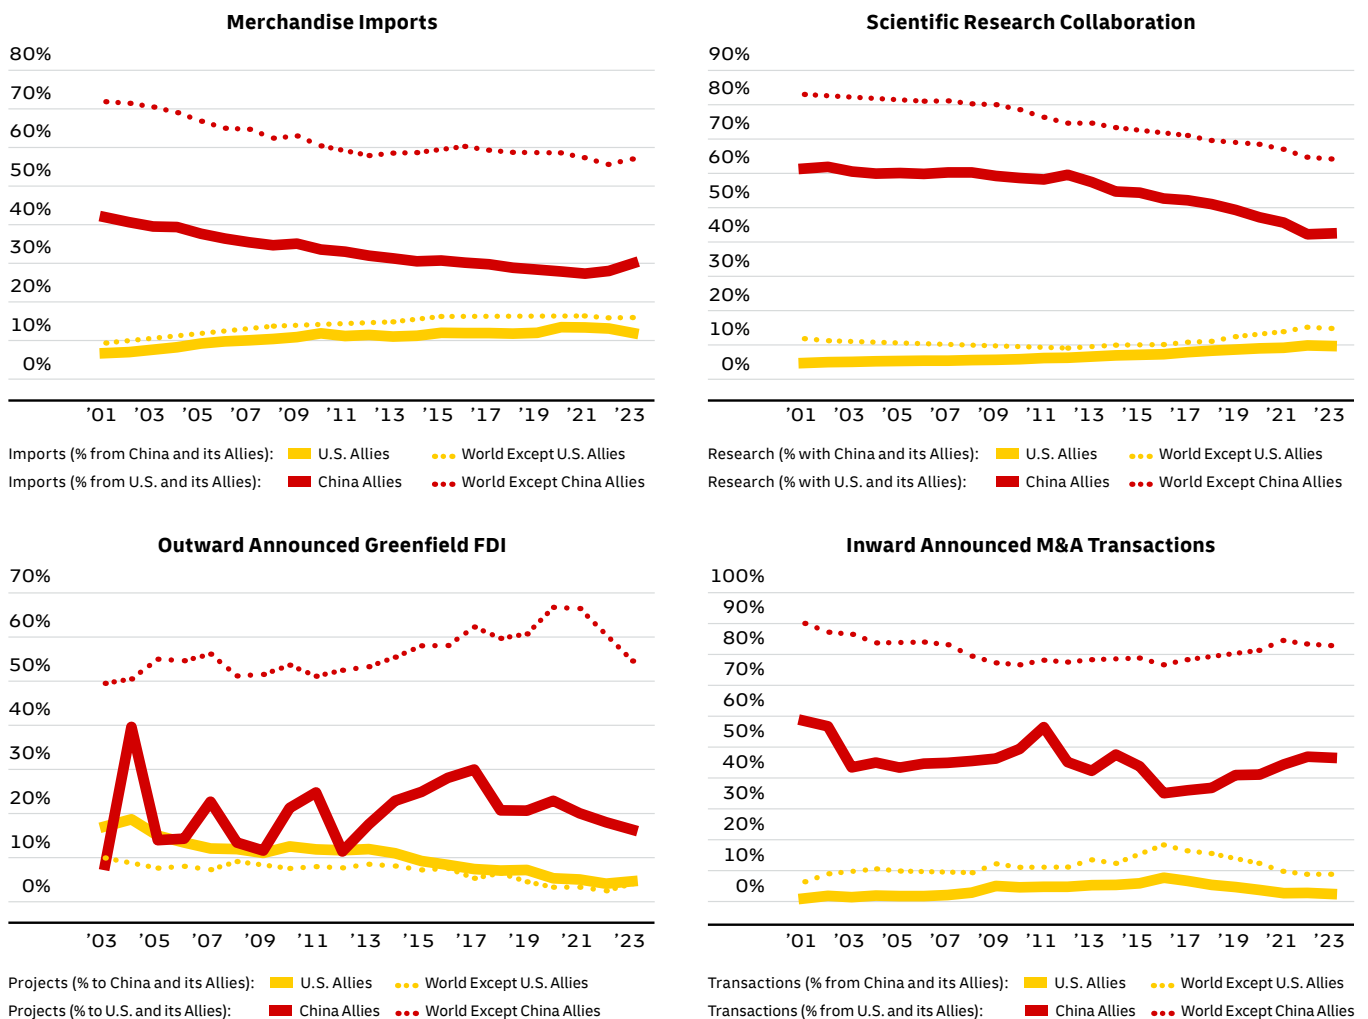 Merchandise Imports
80%
70%
60%
50%
40%
30%
20%
10%
0%
’01 ’03 ’05 ’07 ’09 ’11 ’13 ’15 ’17 ’19 ’21 ’23
Imports (% from China and its Allies): U.S. Allies World Except U.S. Allies
Imports (% from U.S. and its Allies): China Allies World Except China Allies
Scientific Research Collaboration
90%
80%
70%
60%
50%
40%
30%
20%
10%
0%
’01 ’03 ’05 ’07 ’09 ’11 ’13 ’15 ’17 ’19 ’21 ’23
Research (% with China and its Allies): U.S. Allies World Except U.S. Allies
Research (% with U.S. and its Allies): China Allies World Except China Allies
Outward Announced Greenfield FDI
70%
60%
50%
40%
30%
20%
10%
0%
’03 ’05 ’07 ’09 ’11 ’13 ’15 ’17 ’19 ’21 ’23
Projects (% to China and its Allies): U.S. Allies World Except U.S. Allies
Projects (% to U.S. and its Allies): China Allies World Except China Allies
Inward Announced M&A Transactions
100%
90%
80%
70%
60%
50%
40%
30%
20%
10%
0%
’01 ’03 ’05 ’07 ’09 ’11 ’13 ’15 ’17 ’19 ’21 ’23
Transactions (% from China and its Allies): U.S. Allies World Except U.S. Allies
Transactions (% from U.S. and its Allies): China Allies World Except China Allies